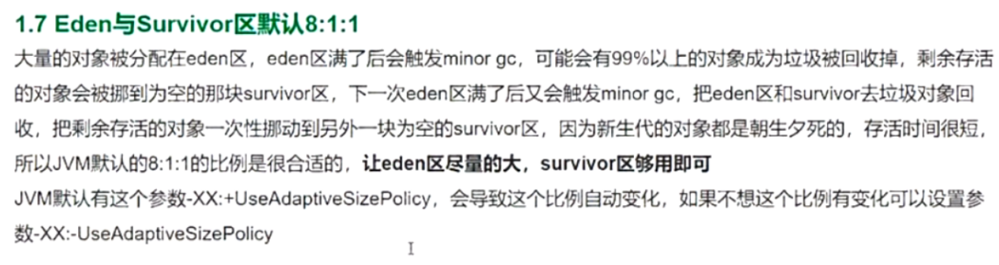 1.7 Eden与Survivor区默认8:1:1
大量的对象被分配在eden区，eden区满了后会触发minor gc，可能会有99%以上的对象成为垃圾被回收掉，剩余存活
的对象会被挪到为空的那块survivor区，下一次eden区满了后又会触发minor gc，把eden区和survivor去垃圾对象回
收，把剩余存活的对象一次性挪动到另外一块为空的survivor区，因为新生代的对象都是朝生夕死的，存活时间很短，
所以JVM默认的8:1:1的比例是很合适的，让eden区尽量的大，survivor区够用即可
JVM默认有这个参数-XX:+UseAdaptiveSizePolicy，会导致这个比例自动变化，如果不想这个比例有变化可以设置参
数-XX:-UseAdaptiveSizePolicy